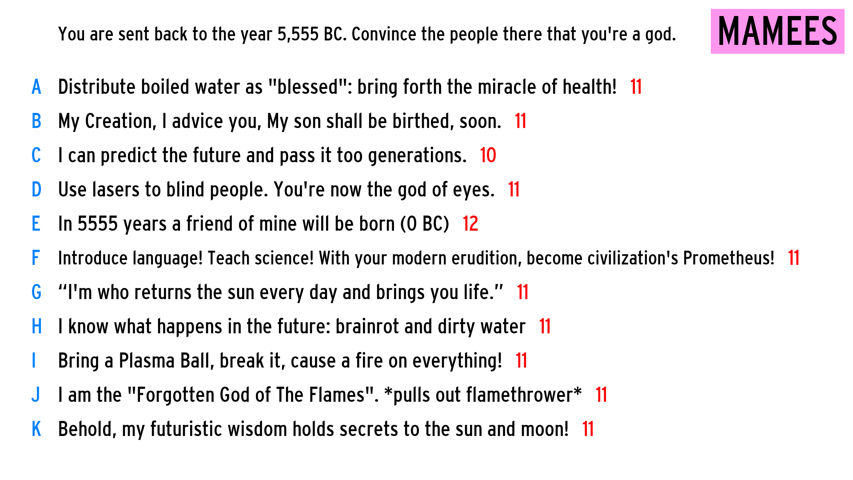 You are sent back to the year 5,555 BC. Convince the people there that you're a god.
MAMEES
A Distribute boiled water as "blessed": bring forth the miracle of health! 11
B My Creation, I advice you, My son shall be birthed, soon. 11
C I can predict the future and pass it too generations. 10
D Use lasers to blind people. You're now the god of eyes. 11
E In 5555 years a friend of mine will be born (0 BC) 12
F Introduce language! Teach science! With your modern erudition, become civilization's Prometheus! 11
G “I'm who returns the sun every day and brings you life.” 11
H I know what happens in the future: brainrot and dirty water 11
I Bring a Plasma Ball, break it, cause a fire on everything! 11
J I am the "Forgotten God of The Flames". *pulls out flamethrower* 11
K Behold, my futuristic wisdom holds secrets to the sun and moon! 11